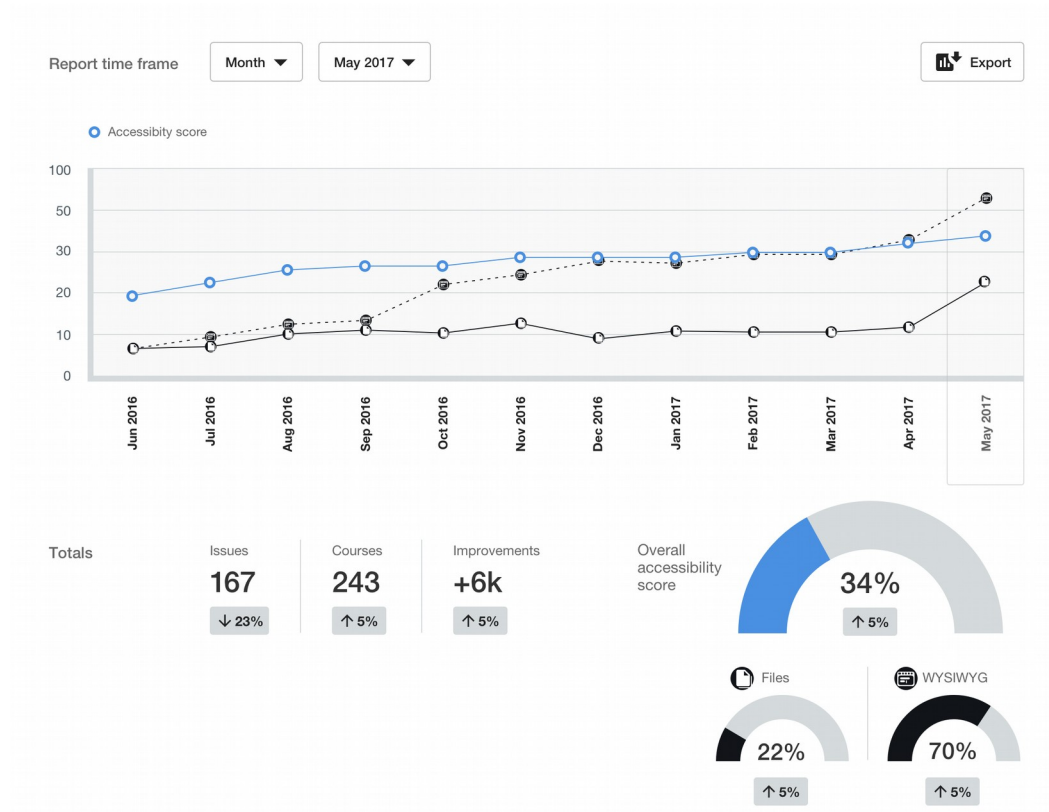 Report time frame
Month
May 2017
Export
Accessibity score
100
50
30
20
10
0
Jun 2016
Jul 2016
Aug 2016
Sep 2016
Oct 2016
Nov 2016
Dec 2016
Jan 2017
Feb 2017
Mar 2017
Apr 2017
May 2017
Totals
Issues
167
↓ 23%
Courses
243
↑ 5%
Improvements
+6k
↑ 5%
Overall
accessibility
score
34%
↑ 5%
Files
22%
↑ 5%
WYSIWYG
70%
↑ 5%